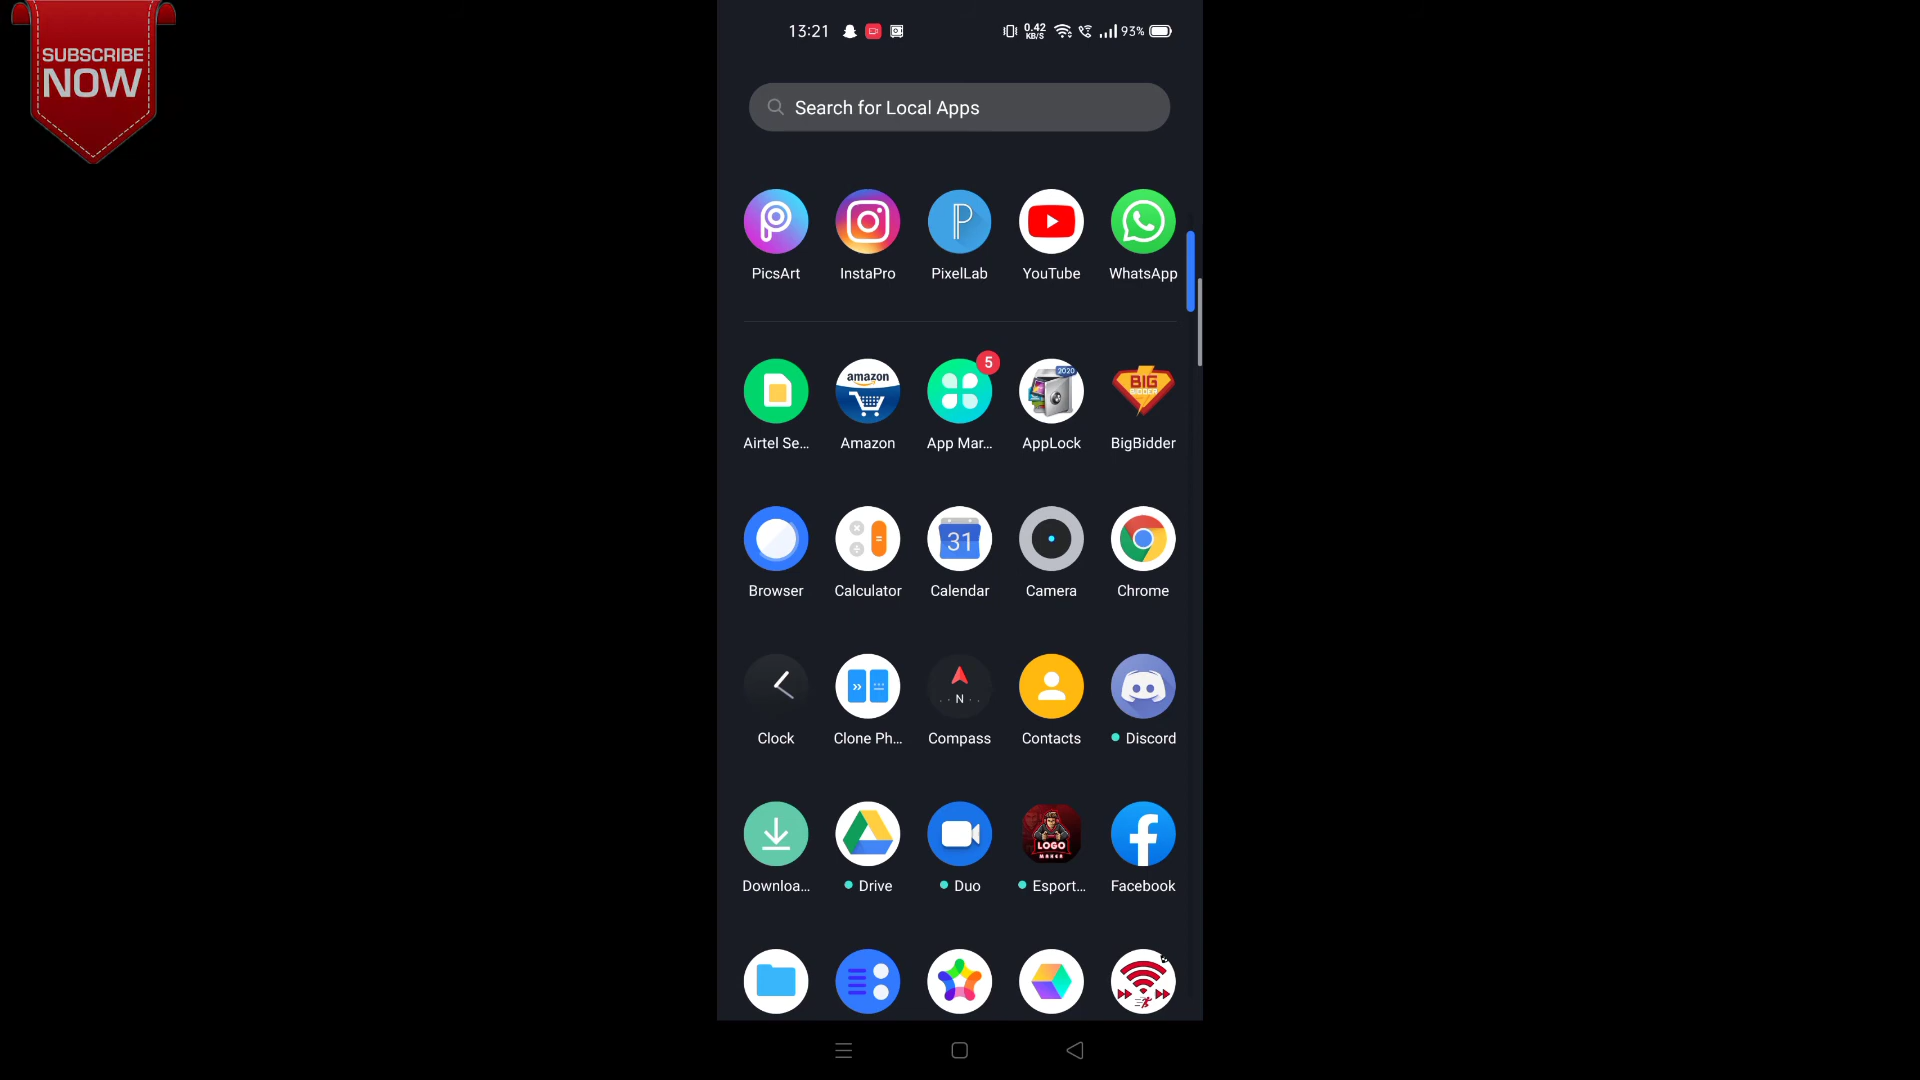 SUBSCRIBE
NOW
13:21
0.42
KB/S
93%
Search for Local Apps
PicsArt
InstaPro
PixelLab
YouTube
WhatsApp
amazon
5
2020
BIG
BIDDER
Airtel Se...
Amazon
App Mar...
AppLock
BigBidder
31
Browser
Calculator
Calendar
Camera
Chrome
N
Clock
Clone Ph...
Compass
Contacts
Discord
LOGO
MAKER
Downloa...
Drive
Duo
Esport...
Facebook